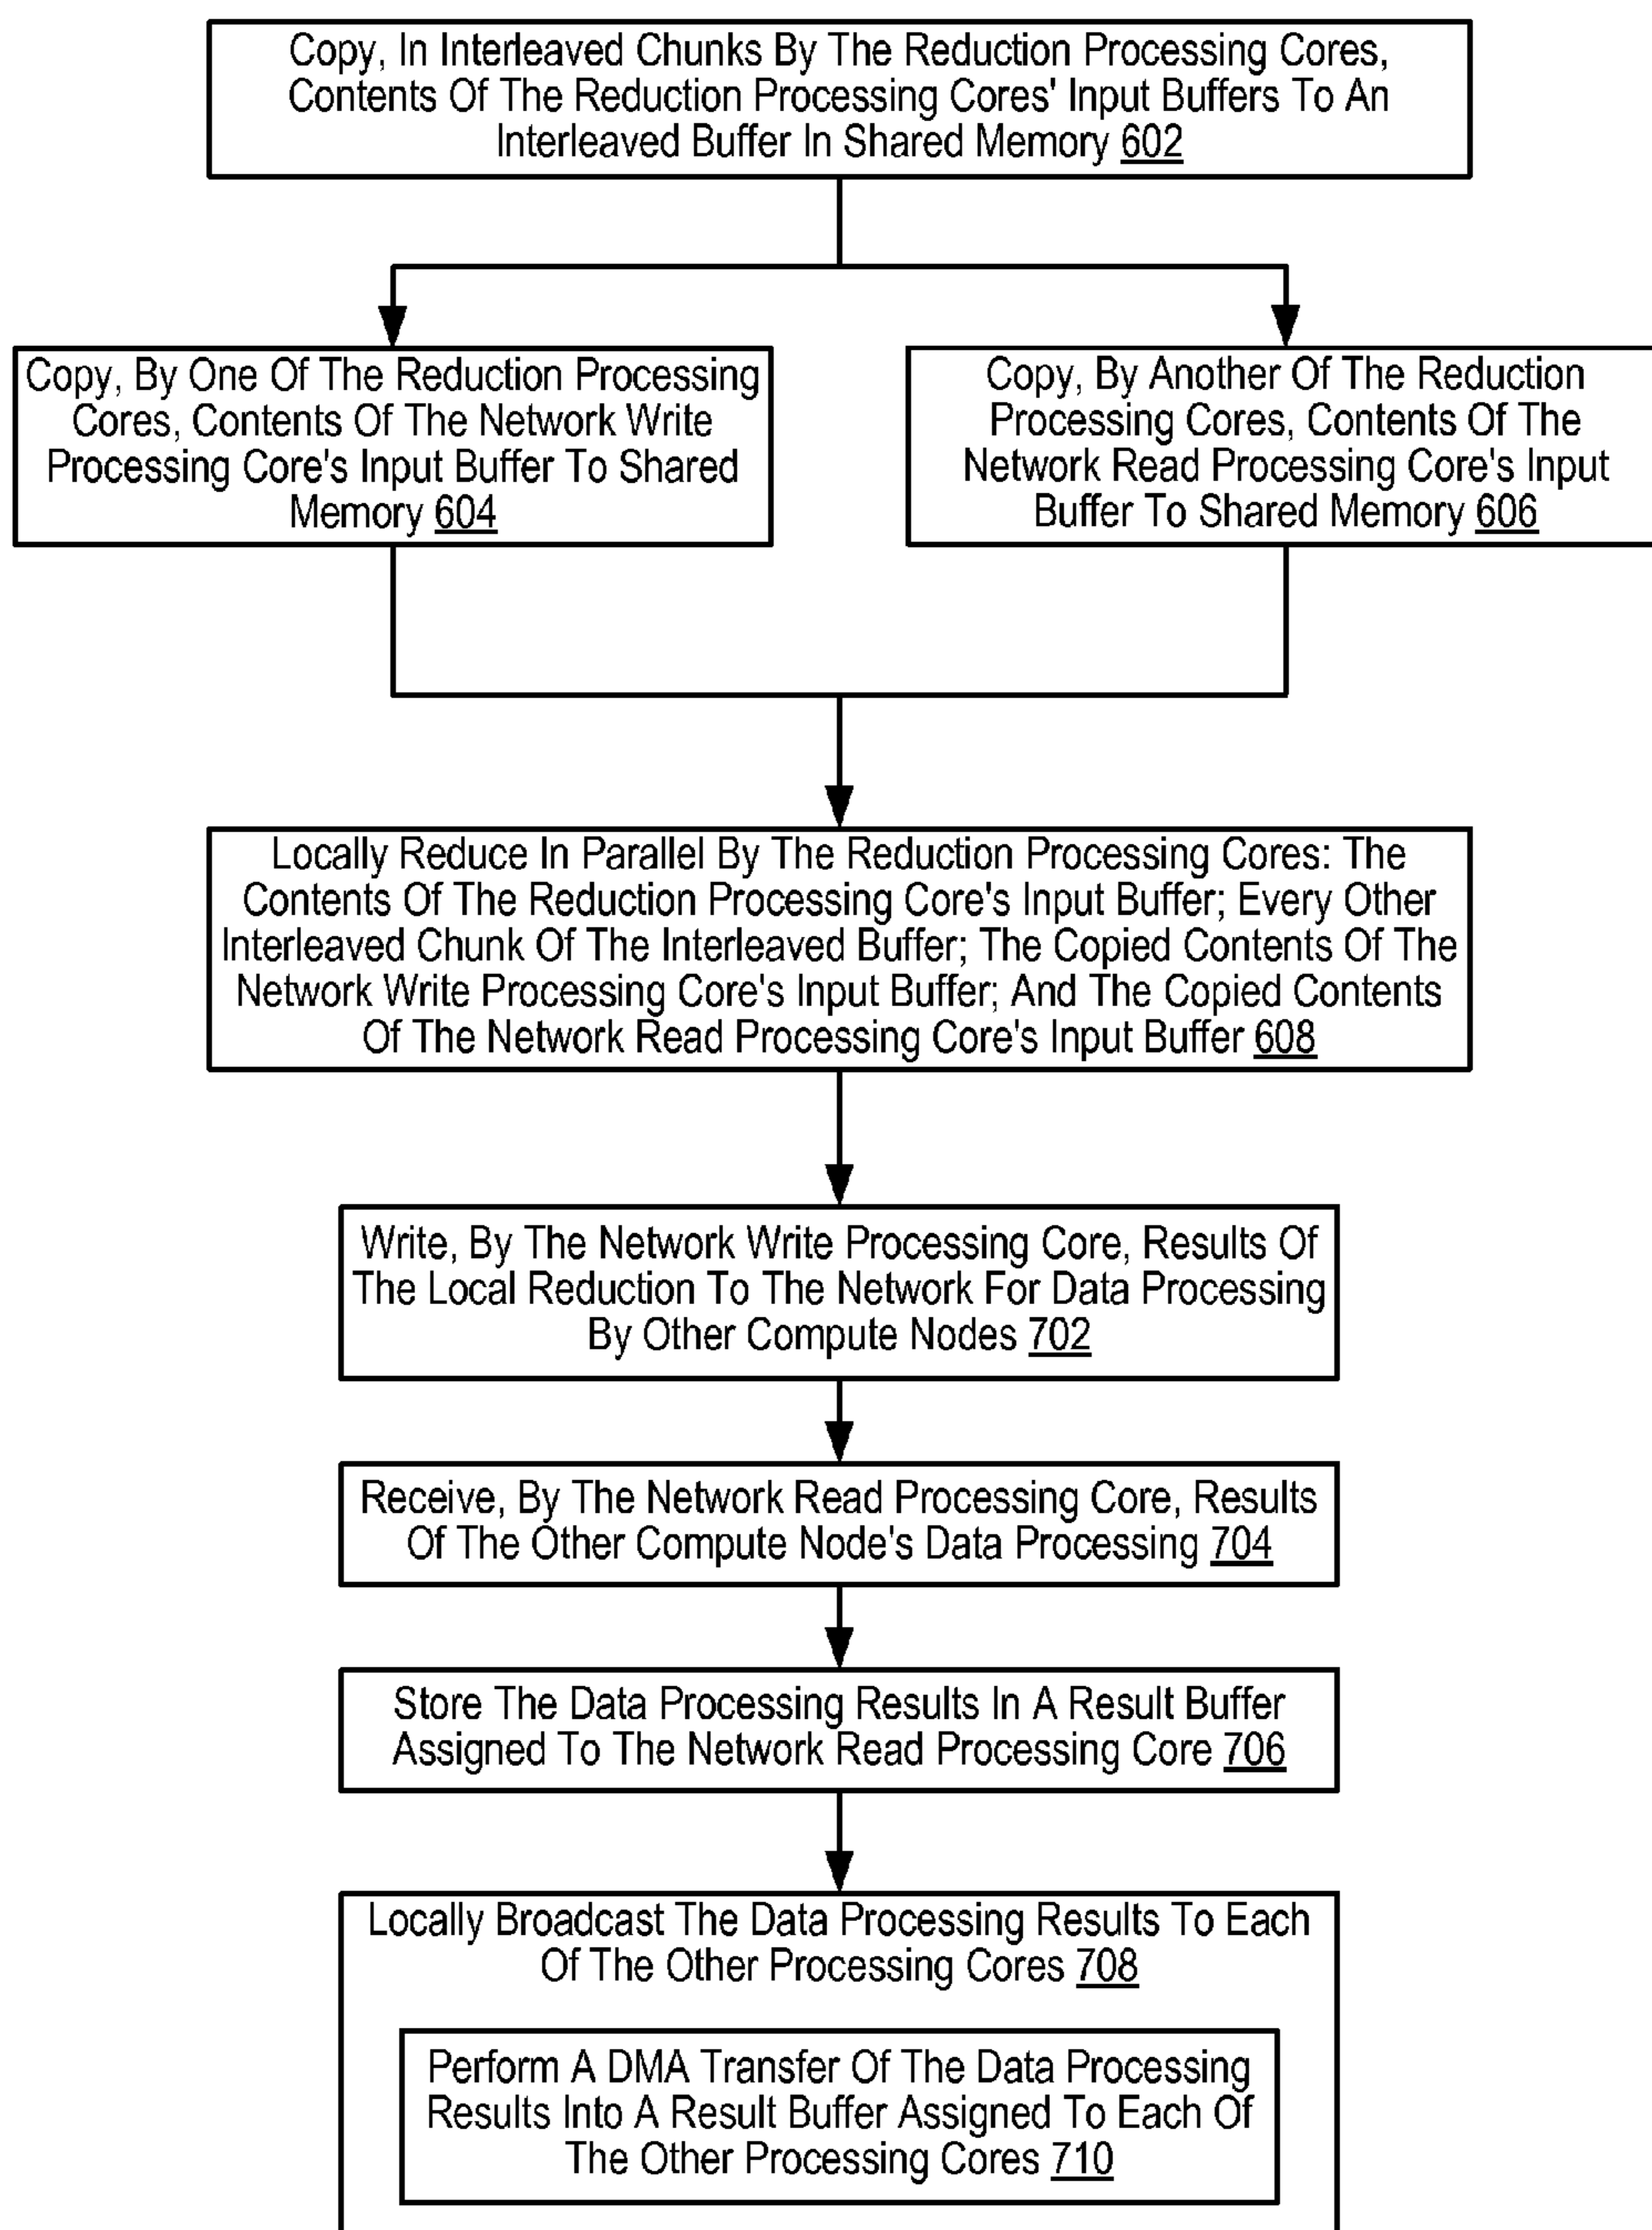 Copy, In Interleaved Chunks By The Reduction Processing Cores,
Contents Of The Reduction Processing Cores' Input Buffers To An
Interleaved Buffer In Shared Memory 602
Copy, By One Of The Reduction Processing
Cores, Contents Of The Network Write
Processing Core's Input Buffer To Shared
Memory 604
Copy, By Another Of The Reduction
Processing Cores, Contents Of The
Network Read Processing Core's Input
Buffer To Shared Memory 606
Locally Reduce In Parallel By The Reduction Processing Cores: The
Contents Of The Reduction Processing Core's Input Buffer; Every Other
Interleaved Chunk Of The Interleaved Buffer; The Copied Contents Of The
Network Write Processing Core's Input Buffer; And The Copied Contents
Of The Network Read Processing Core's Input Buffer 608
Write, By The Network Write Processing Core, Results Of
The Local Reduction To The Network For Data Processing
By Other Compute Nodes 702
Receive, By The Network Read Processing Core, Results
Of The Other Compute Node's Data Processing 704
Store The Data Processing Results In A Result Buffer
Assigned To The Network Read Processing Core 706
Locally Broadcast The Data Processing Results To Each
Of The Other Processing Cores 708
Perform A DMA Transfer Of The Data Processing
Results Into A Result Buffer Assigned To Each Of
The Other Processing Cores 710